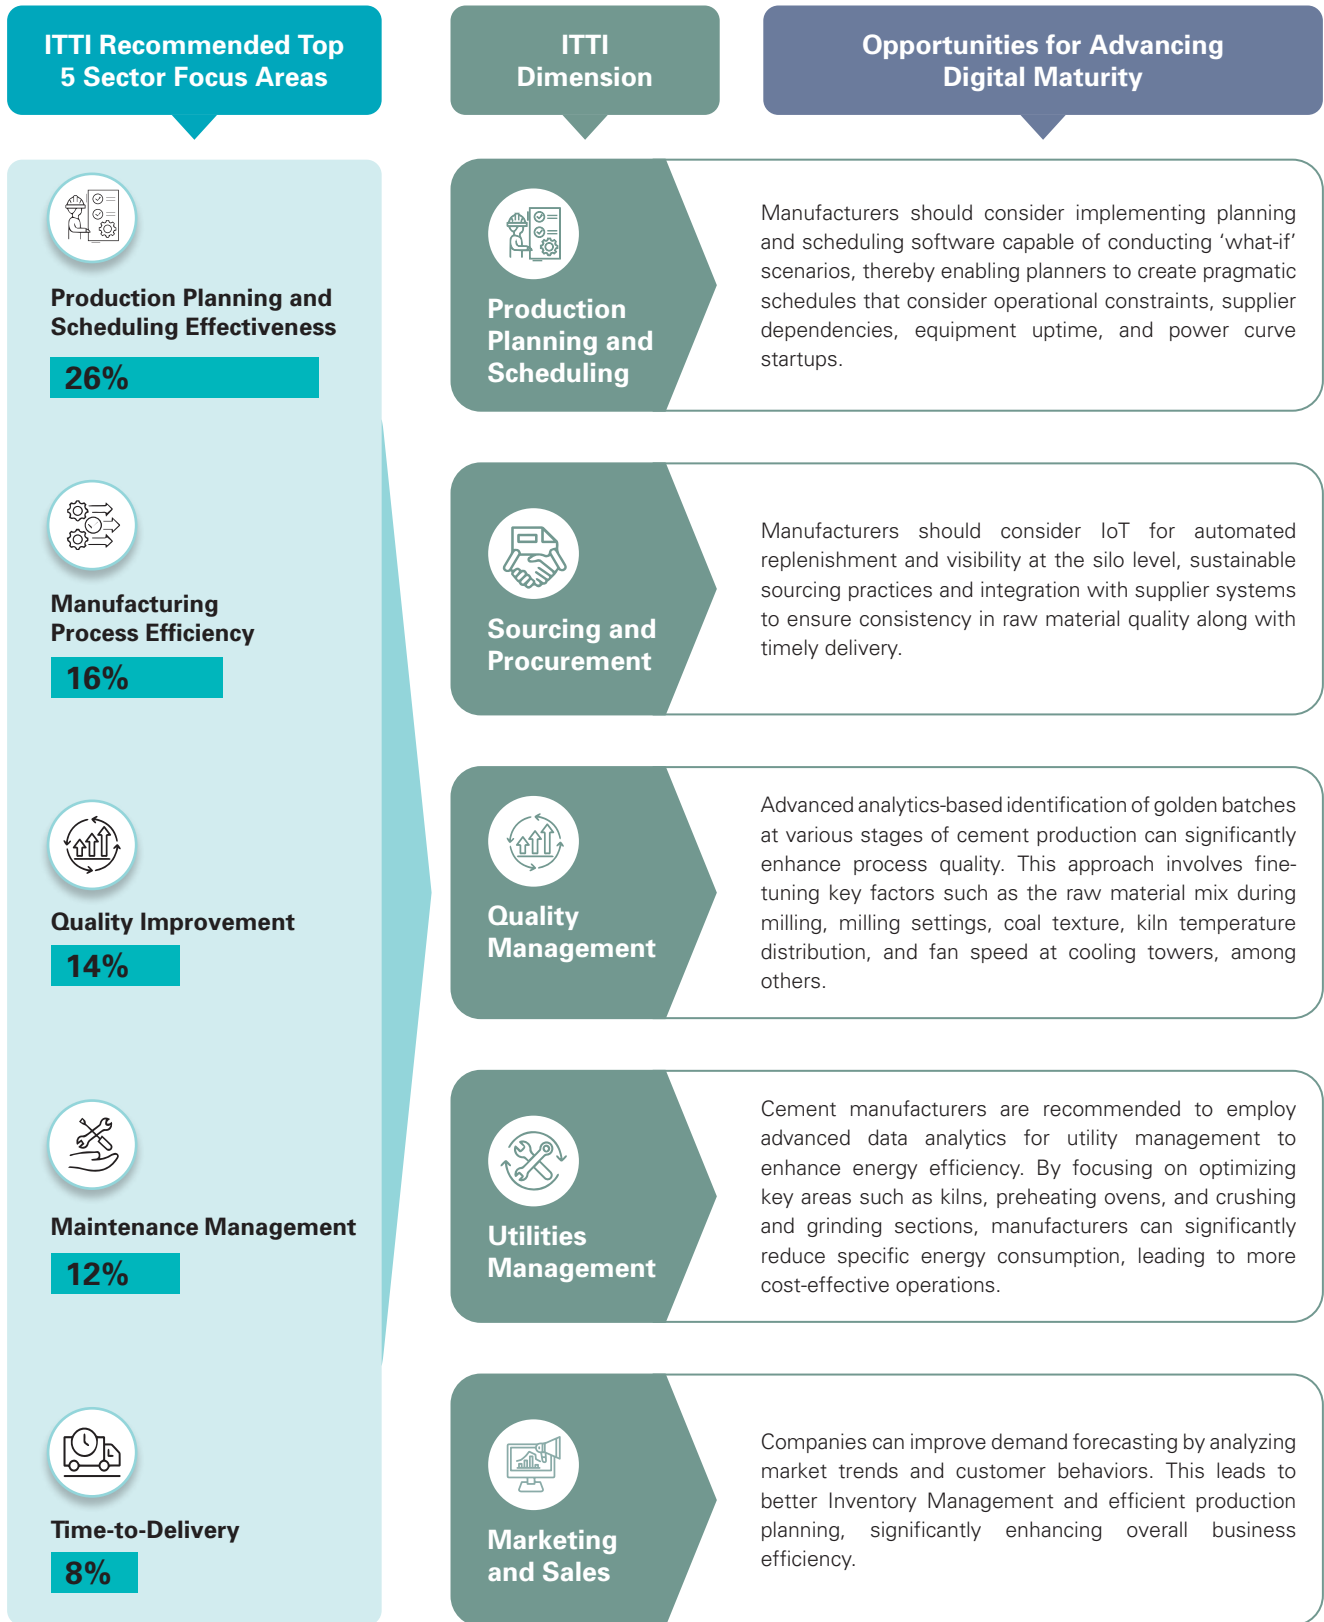 ITTI Recommended Top
5 Sector Focus Areas
ITTI
Dimension
Opportunities for Advancing
Digital Maturity
Production Planning and
Scheduling Effectiveness
26%
Manufacturing
Process Efficiency
16%
Quality Improvement
14%
Maintenance Management
12%
Time-to-Delivery
8%
Production
Planning and
Scheduling
Manufacturers should consider implementing planning
and scheduling software capable of conducting ‘what-if’
scenarios, thereby enabling planners to create pragmatic
schedules that consider operational constraints, supplier
dependencies, equipment uptime, and power curve
startups.
Sourcing and
Procurement
Manufacturers should consider IoT for automated
replenishment and visibility at the silo level, sustainable
sourcing practices and integration with supplier systems
to ensure consistency in raw material quality along with
timely delivery.
Quality
Management
Advanced analytics-based identification of golden batches
at various stages of cement production can significantly
enhance process quality. This approach involves fine-
tuning key factors such as the raw material mix during
milling, milling settings, coal texture, kiln temperature
distribution, and fan speed at cooling towers, among
others.
Utilities
Management
Cement manufacturers are recommended to employ
advanced data analytics for utility management to
enhance energy efficiency. By focusing on optimizing
key areas such as kilns, preheating ovens, and crushing
and grinding sections, manufacturers can significantly
reduce specific energy consumption, leading to more
cost-effective operations.
Marketing
and Sales
Companies can improve demand forecasting by analyzing
market trends and customer behaviors. This leads to
better Inventory Management and efficient production
planning, significantly enhancing overall business
efficiency.